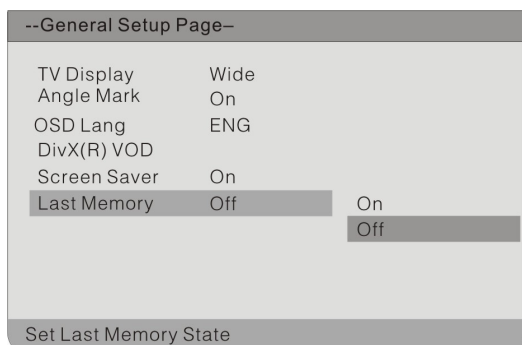 --General Setup Page–
TV Display Wide
Angle Mark On
OSD Lang ENG
DivX(R) VOD
Screen Saver On
Last Memory Off On
Off
Set Last Memory State